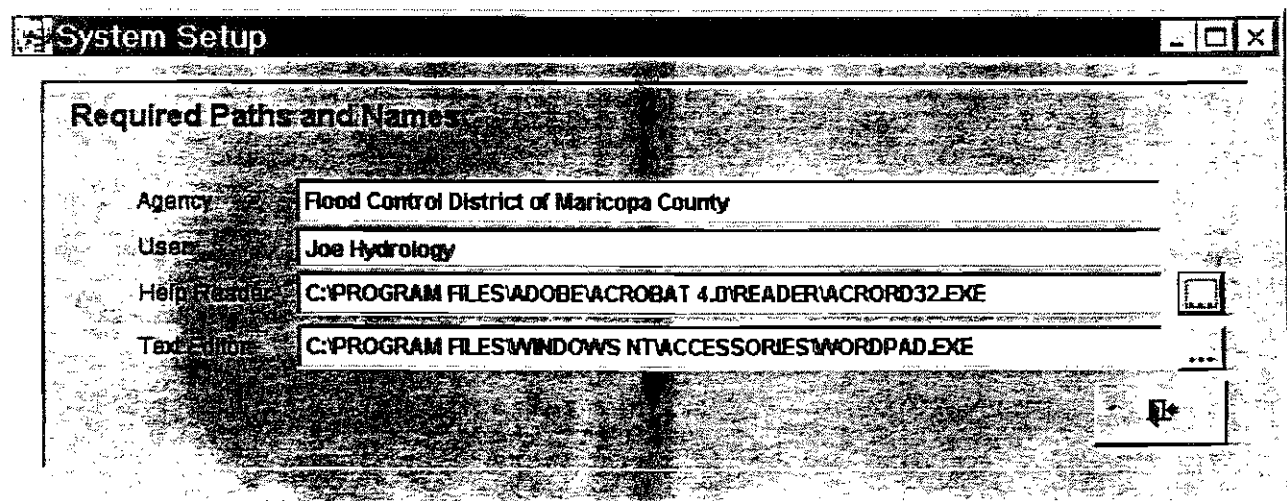 System Setup
Required Paths and Names
Agency Flood Control District of Maricopa County
User Joe Hydrology
Help Reader C:\PROGRAM FILES\ADOBE\ACROBAT 4.0\READER\ACRORD32.EXE
...
Text Editor C:\PROGRAM FILES\WINDOWS NT\ACCESSORIES\WORDPAD.EXE
...